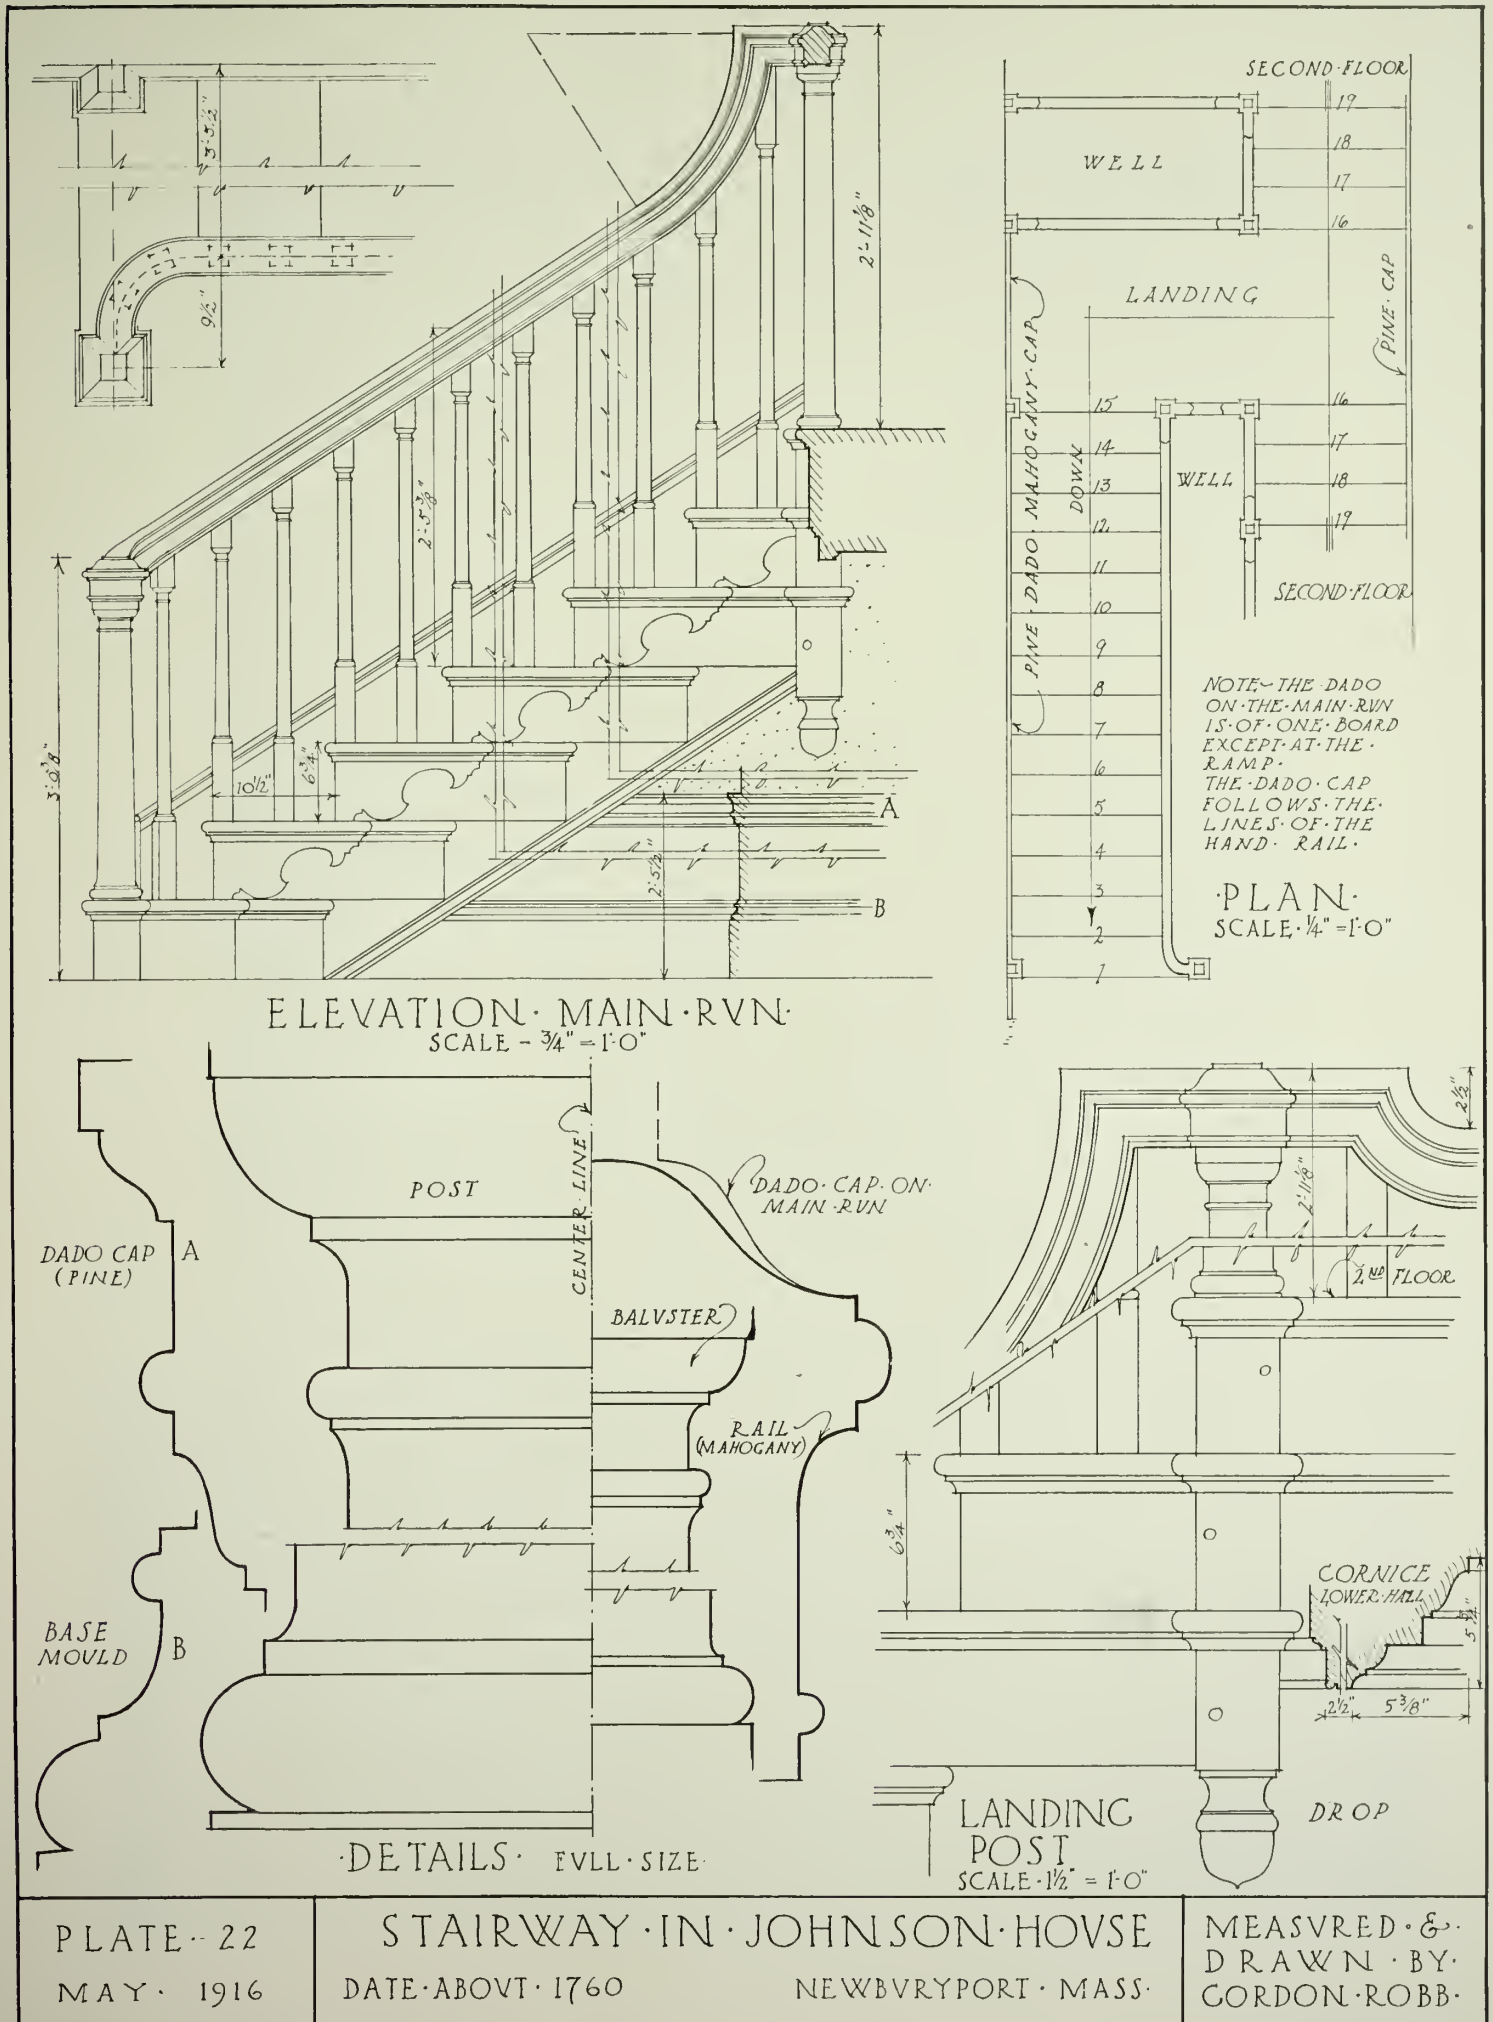 3'-5½"
9½"
2'-11⅛"
2'-5⅜"
3'-0⅜"
10½"
6¾"
2'-5½"
A
B
ELEVATION· MAIN·RVN·
SCALE - ¾" = 1'·0"
SECOND·FLOOR
19
18
17
16
WELL
LANDING
PINE·CAP
PINE·DADO·MAHOGANY·CAP
DOWN
15
14
13
12
11
10
9
8
7
6
5
4
3
2
1
WELL
16
17
18
19
SECOND·FLOOR
NOTE~THE DADO
ON·THE·MAIN·RVN
IS·OF·ONE·BOARD
EXCEPT·AT·THE·
RAMP·
THE·DADO·CAP
FOLLOWS·THE·
LINES·OF·THE
HAND·RAIL·
·PLAN·
SCALE·¼" = 1'·0"
DADO CAP
(PINE)
A
BASE
MOULD
B
POST
CENTER·LINE
DADO·CAP·ON·
MAIN·RVN
BALVSTER
RAIL
(MAHOGANY)
·DETAILS· FVLL·SIZE·
2½"
2'-11⅛"
2ND FLOOR
6¾"
CORNICE
LOWER·HALL
5¾"
2½"
5⅜"
LANDING
POST
SCALE·1½" = 1'·0"
DROP
PLATE·-22
MAY· 1916
STAIRWAY·IN·JOHNSON·HOVSE
DATE·ABOVT·1760
NEWBVRYPORT·MASS·
MEASVRED·&·
DRAWN·BY·
GORDON·ROBB·